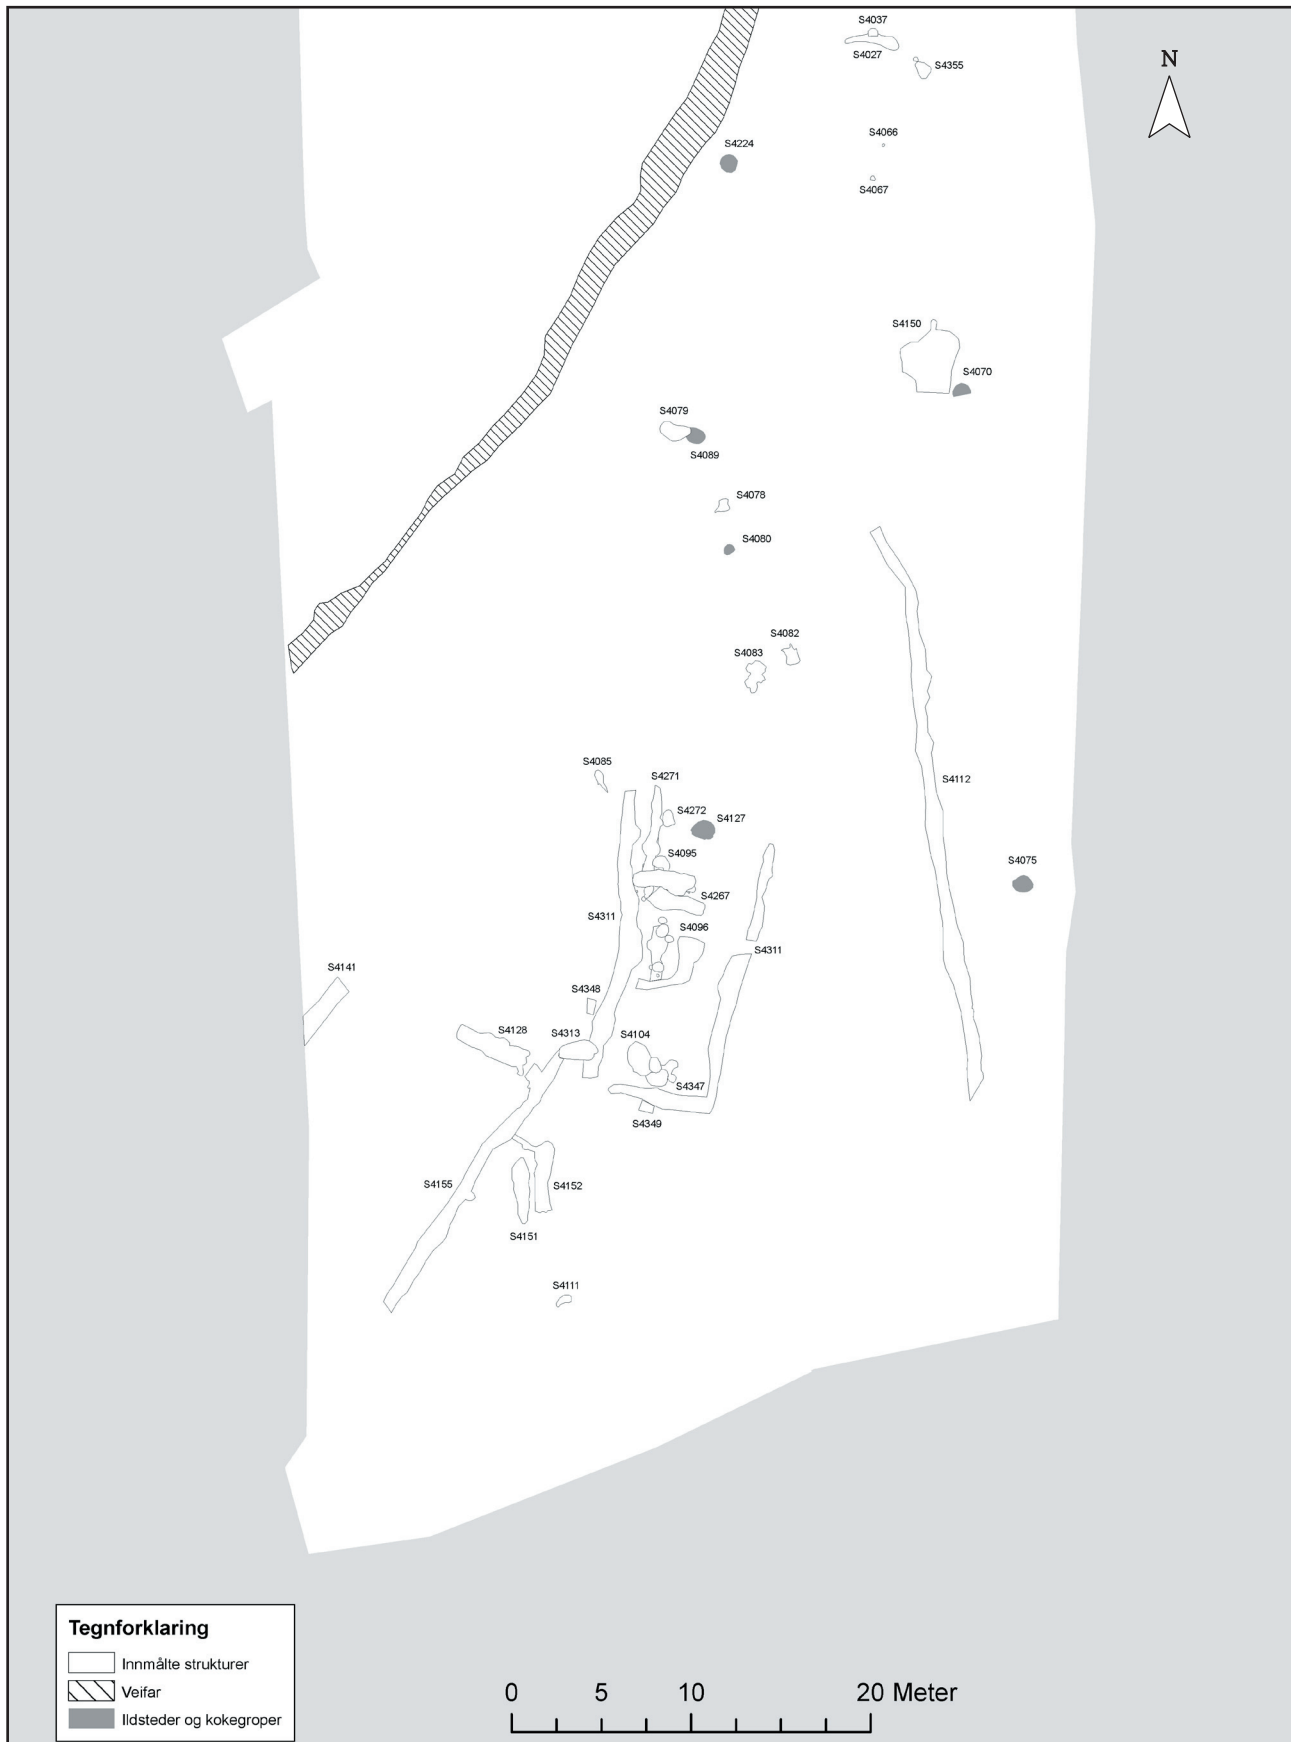 S4037
S4027
S4355
N
S4066
S4224
S4067
S4150
S4070
S4079
S4089
S4078
S4080
S4082
S4083
S4085
S4271
S4112
S4272
S4127
S4095
S4075
S4267
S4311
S4096
S4311
S4141
S4348
S4128
S4313
S4104
S4347
S4349
S4155
S4152
S4151
S4111
Tegnforklaring
Innmålte strukturer
Veifar
Ildsteder og kokegroper
0 5 10 20 Meter